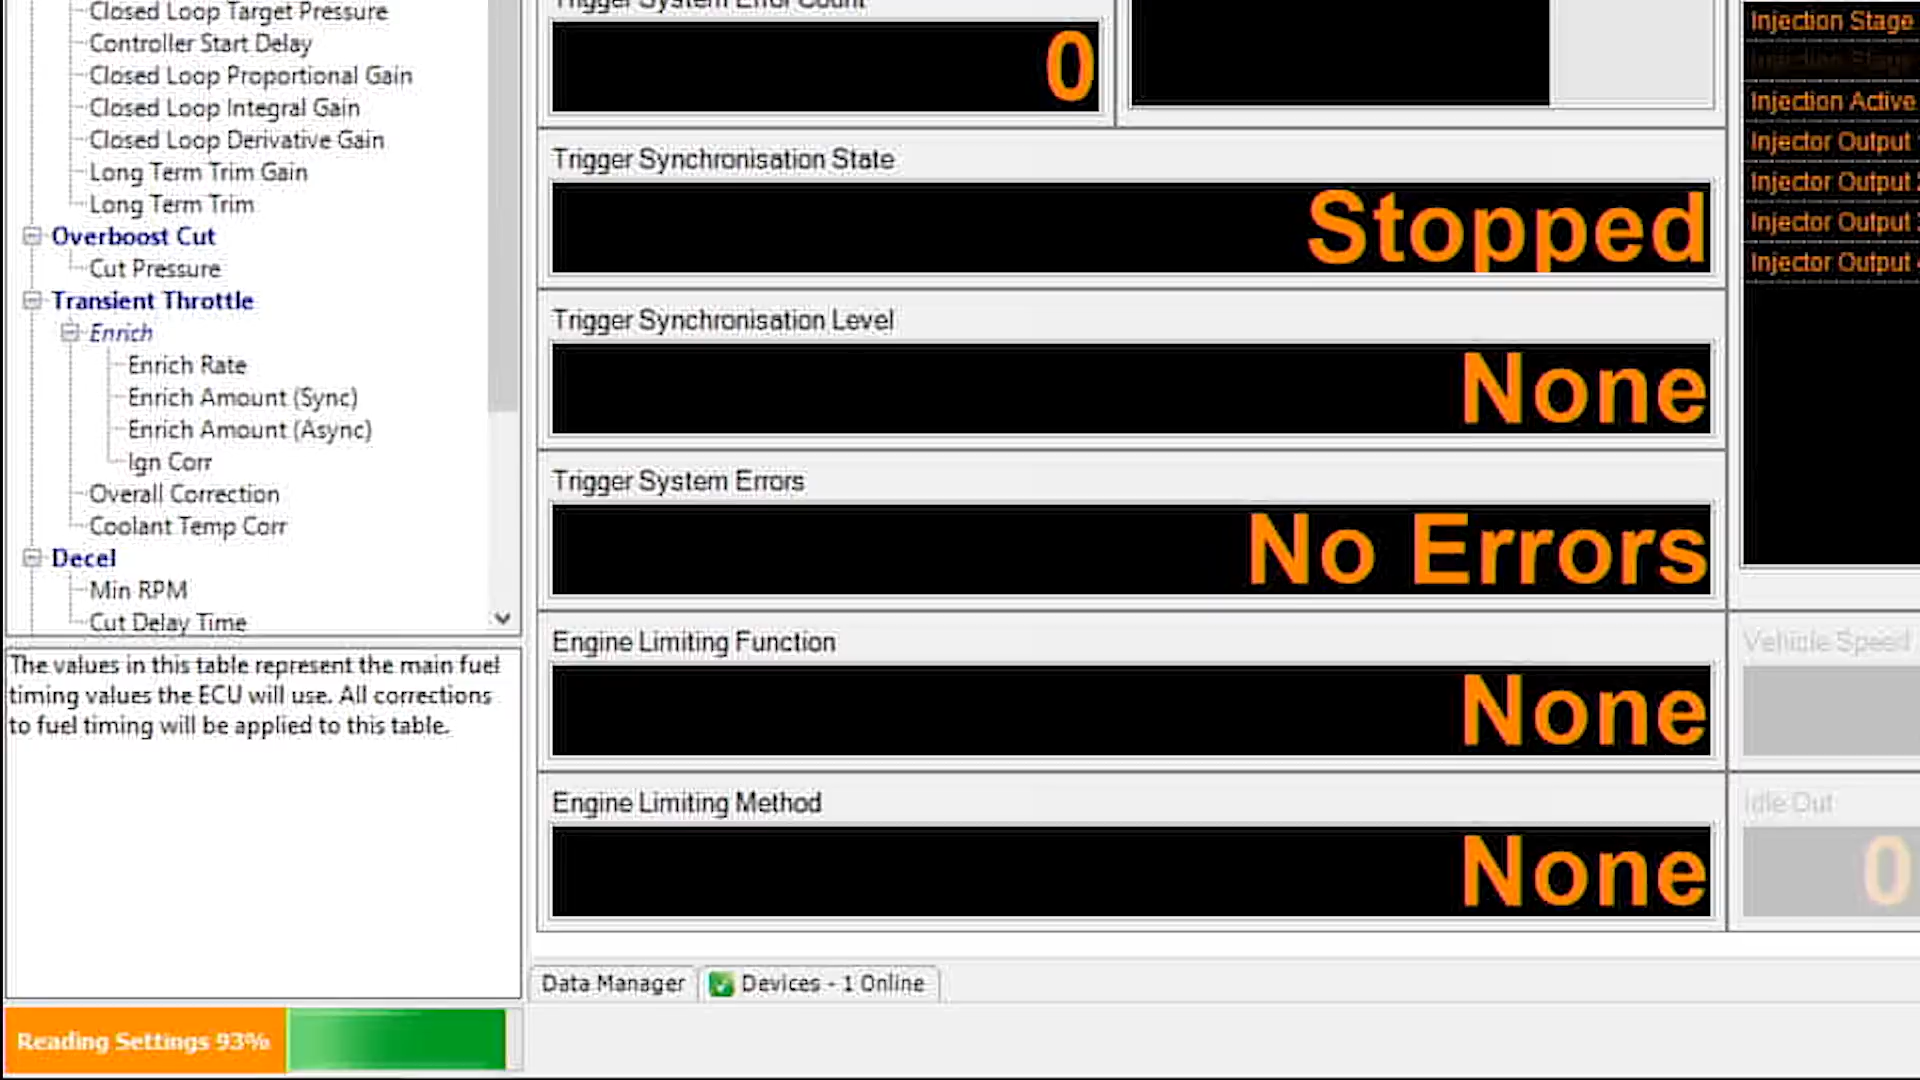 Closed Loop Target Pressure
Controller Start Delay
Closed Loop Proportional Gain
Closed Loop Integral Gain
Closed Loop Derivative Gain
Long Term Trim Gain
Long Term Trim
Overboost Cut
Cut Pressure
Transient Throttle
Enrich
Enrich Rate
Enrich Amount (Sync)
Enrich Amount (Async)
Ign Corr
Overall Correction
Coolant Temp Corr
Decel
Min RPM
Cut Delay Time
The values in this table represent the main fuel
timing values the ECU will use. All corrections
to fuel timing will be applied to this table.
Reading Settings 93%
Trigger System Error Count
0
Trigger Synchronisation State
Stopped
Trigger Synchronisation Level
None
Trigger System Errors
No Errors
Engine Limiting Function
None
Engine Limiting Method
None
Data Manager
Devices - 1 Online
Injection Stage
Injection Stage
Injection Active
Injector Output
Injector Output
Injector Output
Injector Output
Vehicle Speed
Idle Out
0